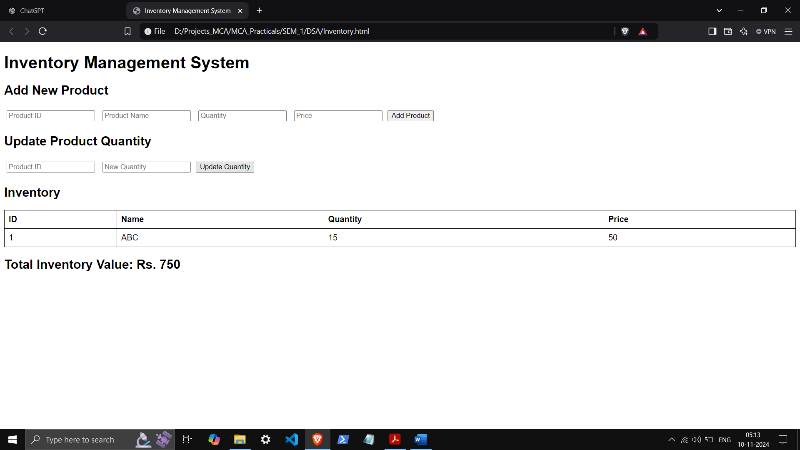 ChatGPT
Inventory Management System
File D:/Projects_MCA/MCA_Practicals/SEM_1/DSA/Inventory.html
VPN
Inventory Management System
Add New Product
Product ID Product Name Quantity Price Add Product
Update Product Quantity
Product ID New Quantity Update Quantity
Inventory
ID Name Quantity Price
1 ABC 15 50
Total Inventory Value: Rs. 750
Type here to search
ENG
05:13
10-11-2024